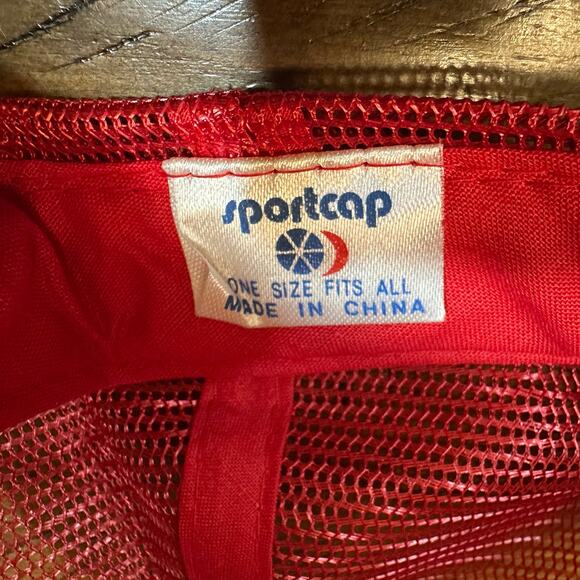 sportcap
ONE SIZE FITS ALL
MADE IN CHINA